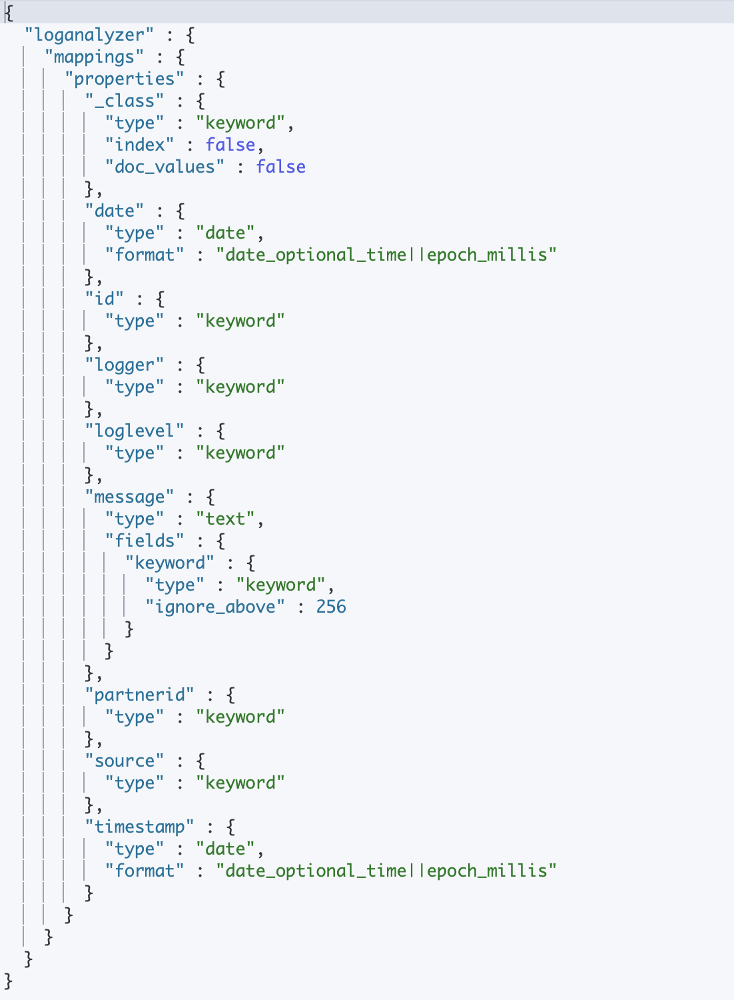 {
  "loganalyzer" : {
    "mappings" : {
      "properties" : {
        "_class" : {
          "type" : "keyword",
          "index" : false,
          "doc_values" : false
        },
        "date" : {
          "type" : "date",
          "format" : "date_optional_time||epoch_millis"
        },
        "id" : {
          "type" : "keyword"
        },
        "logger" : {
          "type" : "keyword"
        },
        "loglevel" : {
          "type" : "keyword"
        },
        "message" : {
          "type" : "text",
          "fields" : {
            "keyword" : {
              "type" : "keyword",
              "ignore_above" : 256
            }
          }
        },
        "partnerid" : {
          "type" : "keyword"
        },
        "source" : {
          "type" : "keyword"
        },
        "timestamp" : {
          "type" : "date",
          "format" : "date_optional_time||epoch_millis"
        }
      }
    }
  }
}